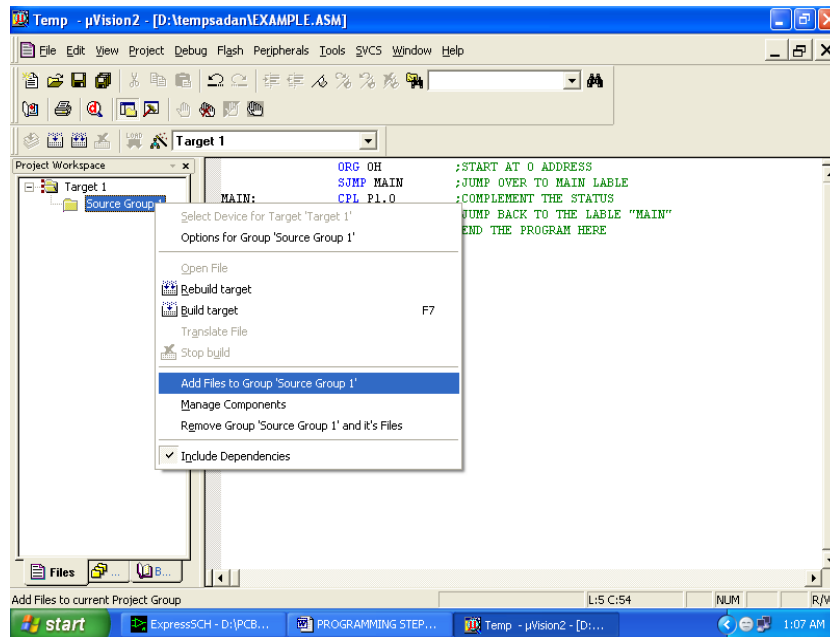 Temp - µVision2 - [D:\tempsadan\EXAMPLE.ASM]
File Edit View Project Debug Flash Peripherals Tools SVCS Window Help
LOAD Target 1
Project Workspace
Target 1
Source Group 1
ORG 0H ;START AT 0 ADDRESS
SJMP MAIN ;JUMP OVER TO MAIN LABLE
MAIN: CPL P1.0 ;COMPLEMENT THE STATUS
JUMP BACK TO THE LABLE "MAIN"
END THE PROGRAM HERE
Select Device for Target 'Target 1'
Options for Group 'Source Group 1'
Open File
Rebuild target
Build target F7
Translate File
Stop build
Add Files to Group 'Source Group 1'
Manage Components
Remove Group 'Source Group 1' and it's Files
Include Dependencies
Files ... B...
Add Files to current Project Group L:5 C:54 NUM R/W
start ExpressSCH - D:\PCB... PROGRAMMING STEP... Temp - µVision2 - [D:... 1:07 AM